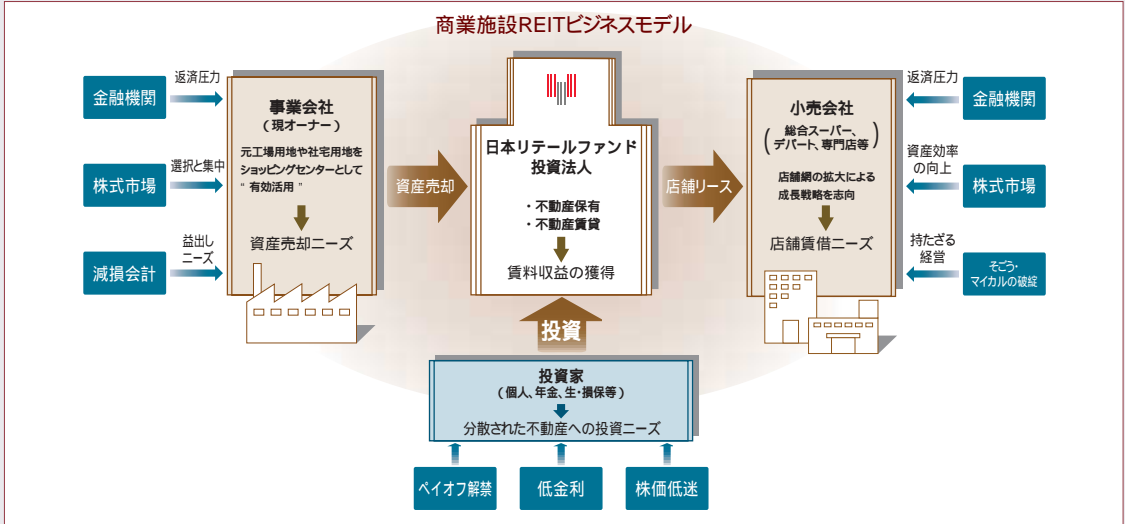 商業施設REITビジネスモデル
金融機関
返済圧力
株式市場
選択と集中
減損会計
益出し
ニーズ
事業会社
(現オーナー)
元工場用地や社宅用地を
ショッピングセンターとして
“有効活用”
資産売却ニーズ
資産売却
日本リテールファンド
投資法人
・不動産保有
・不動産賃貸
賃料収益の獲得
店舗リース
小売会社
(総合スーパー、
デパート、専門店等)
店舗網の拡大による
成長戦略を志向
店舗賃借ニーズ
返済圧力
金融機関
資産効率
の向上
株式市場
持たざる
経営
そごう・
マイカルの破綻
投資
投資家
(個人、年金、生・損保等)
分散された不動産への投資ニーズ
ペイオフ解禁
低金利
株価低迷